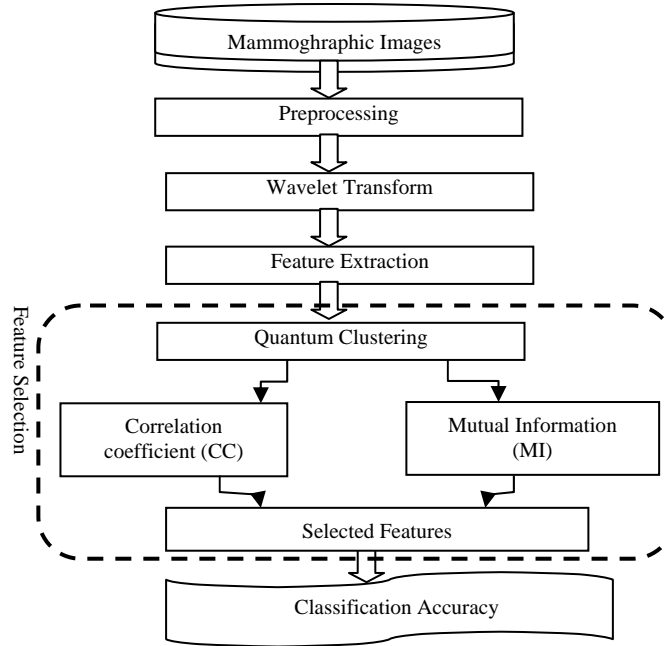 Mammoghraphic Images
Preprocessing
Wavelet Transform
Feature Extraction
Feature Selection
Quantum Clustering
Correlation
coefficient (CC)
Mutual Information
(MI)
Selected Features
Classification Accuracy